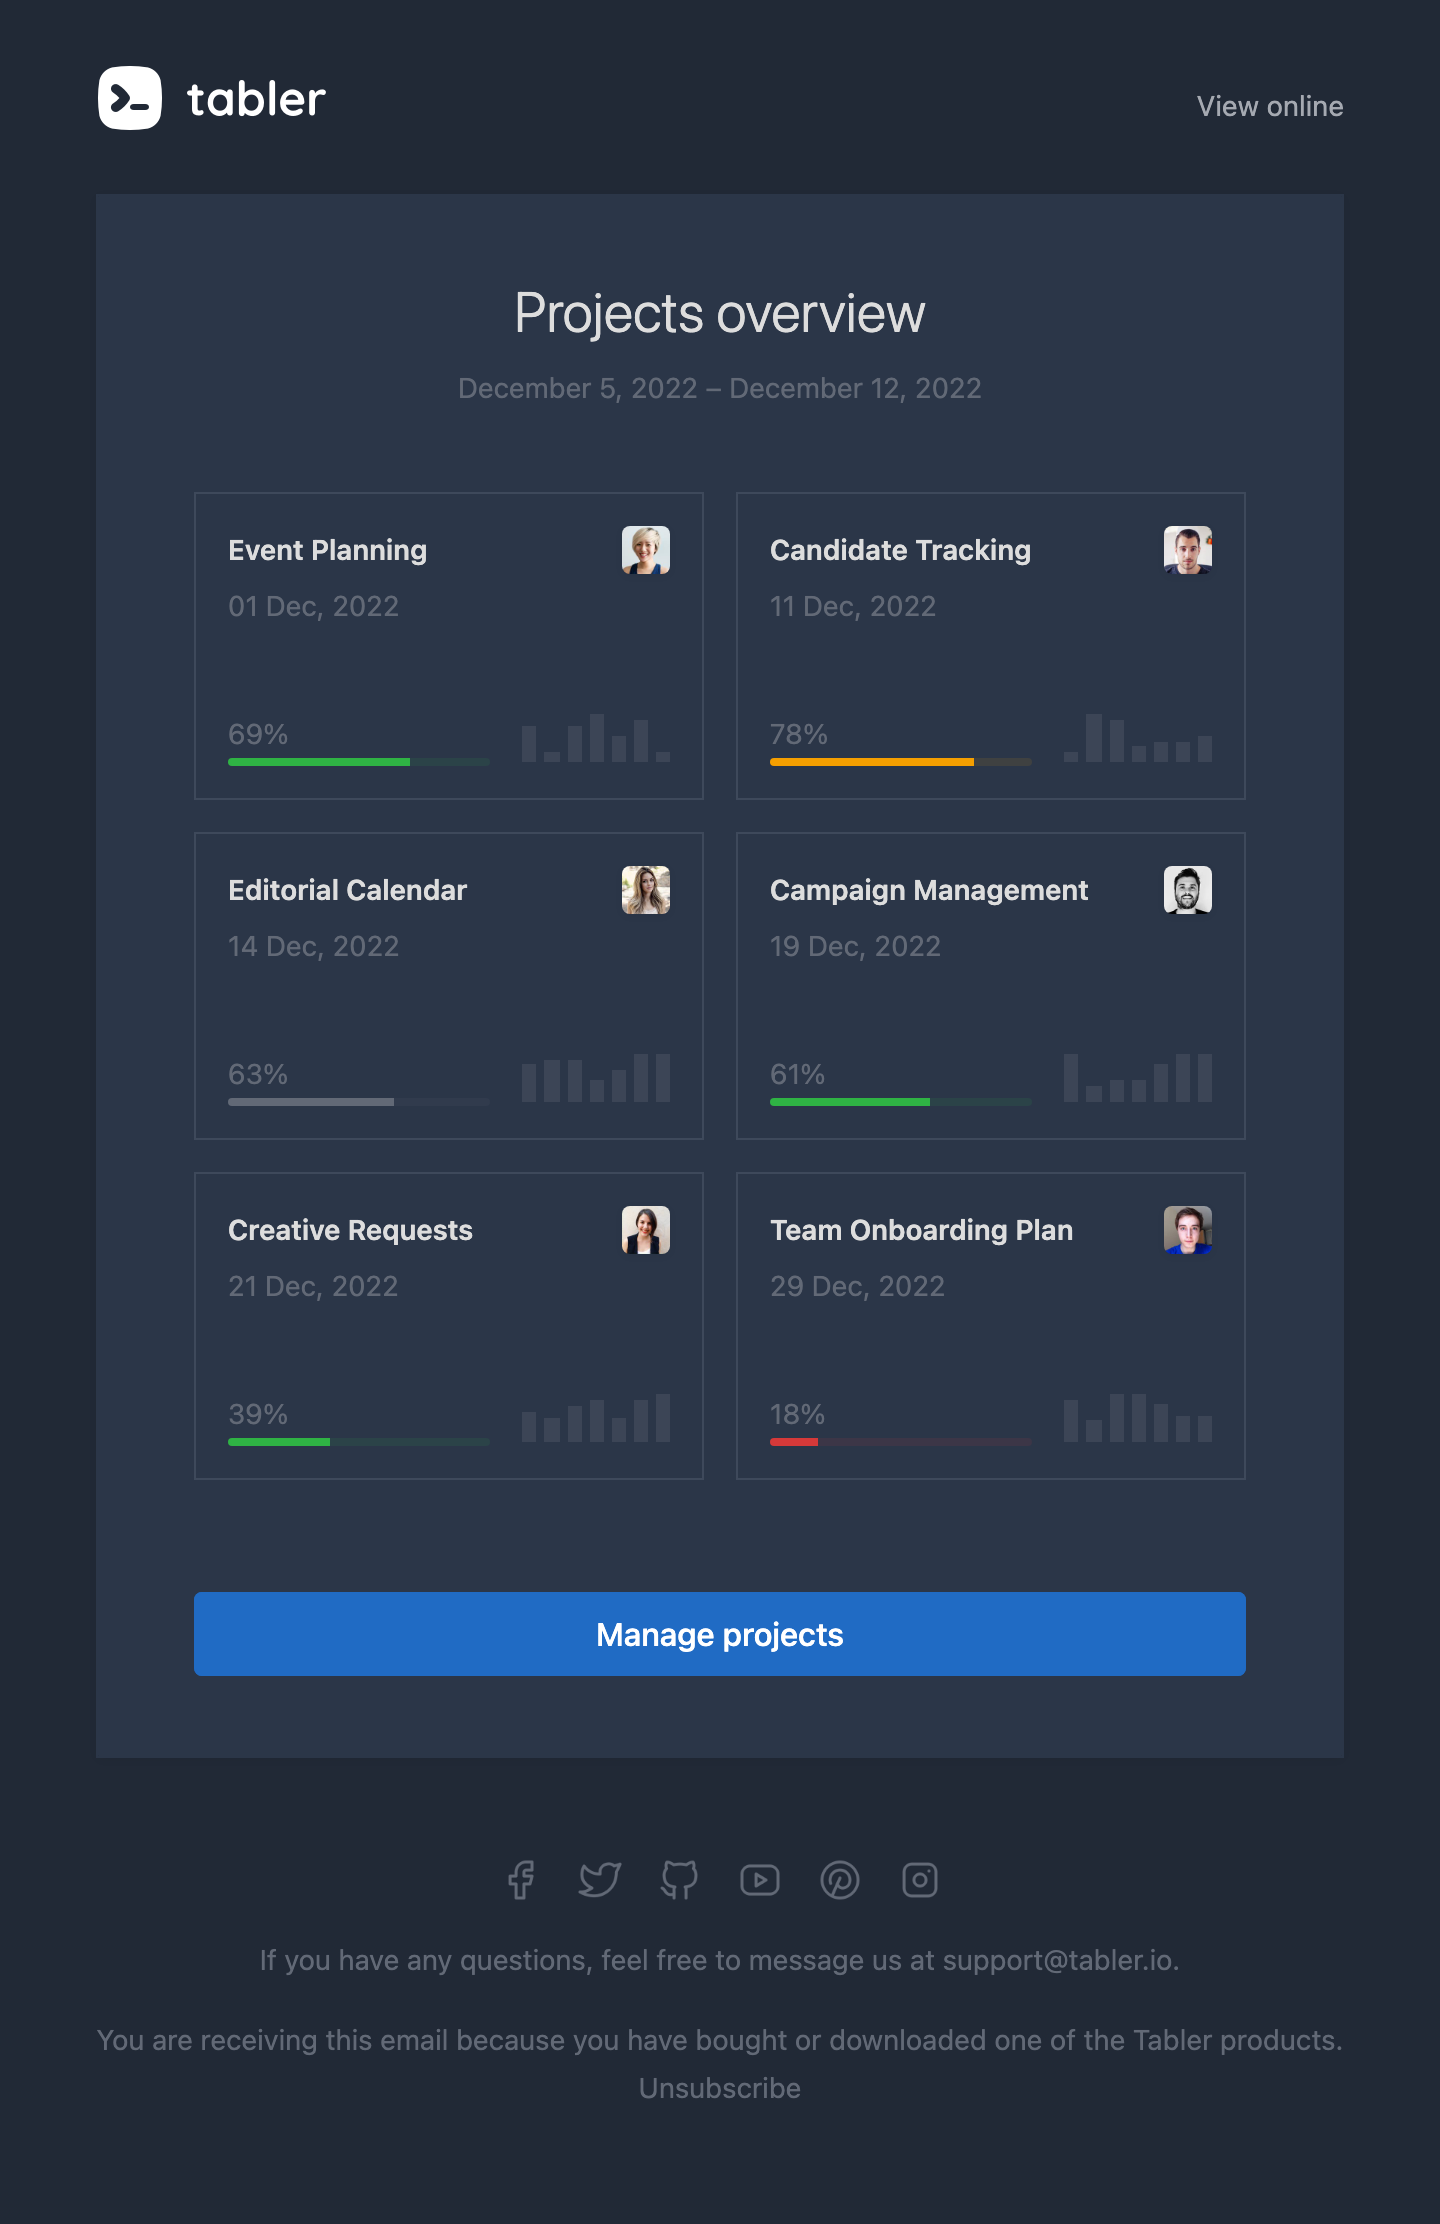 tabler
View online
Projects overview
December 5, 2022 – December 12, 2022
Event Planning
01 Dec, 2022
69%
Candidate Tracking
11 Dec, 2022
78%
Editorial Calendar
14 Dec, 2022
63%
Campaign Management
19 Dec, 2022
61%
Creative Requests
21 Dec, 2022
39%
Team Onboarding Plan
29 Dec, 2022
18%
Manage projects
If you have any questions, feel free to message us at support@tabler.io.
You are receiving this email because you have bought or downloaded one of the Tabler products.
Unsubscribe